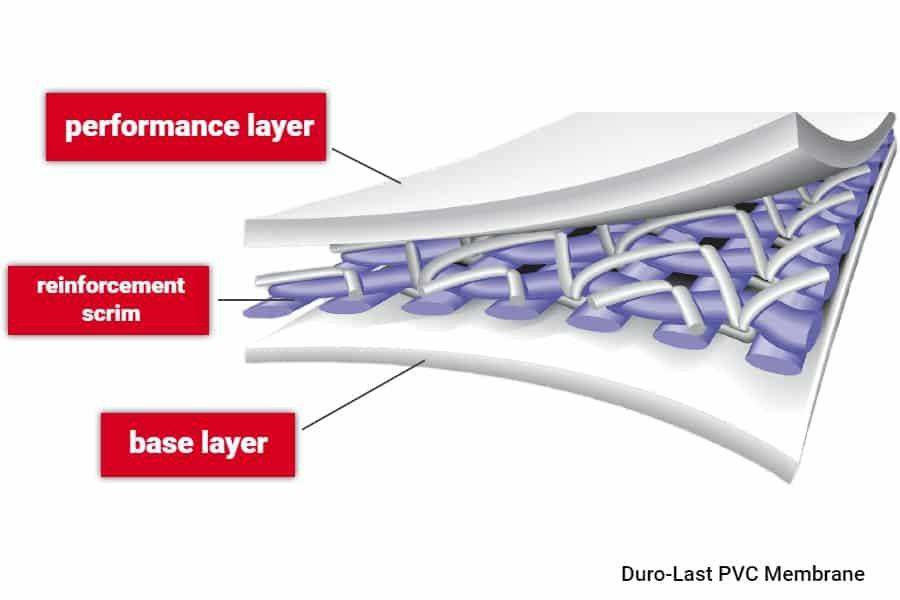 performance layer
reinforcement
scrim
base layer
Duro-Last PVC Membrane